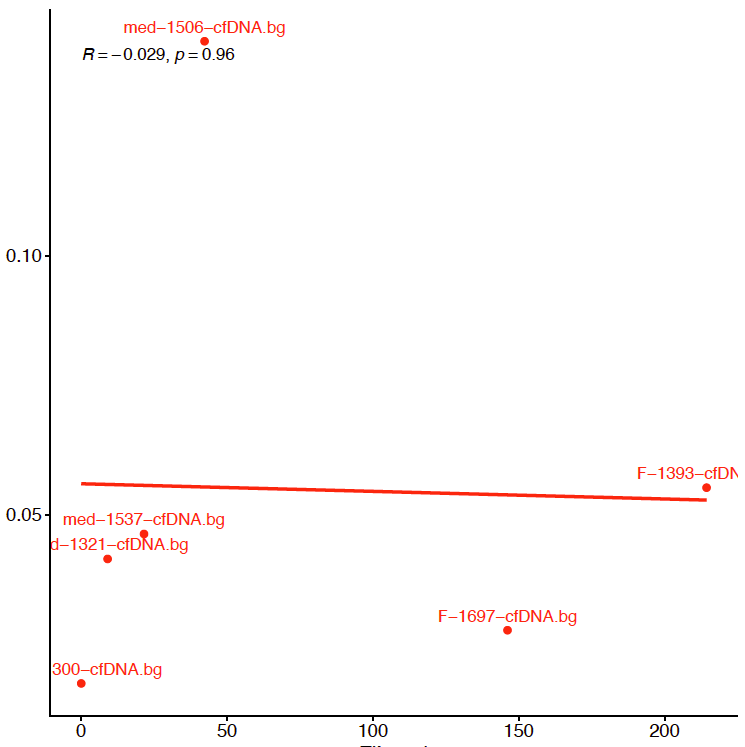 med−1506−cfDNA.bg
R = −0.029, p = 0.96
0.10
F−1393−cfDN
0.05
med−1537−cfDNA.bg
d−1321−cfDNA.bg
F−1697−cfDNA.bg
300−cfDNA.bg
0 50 100 150 200